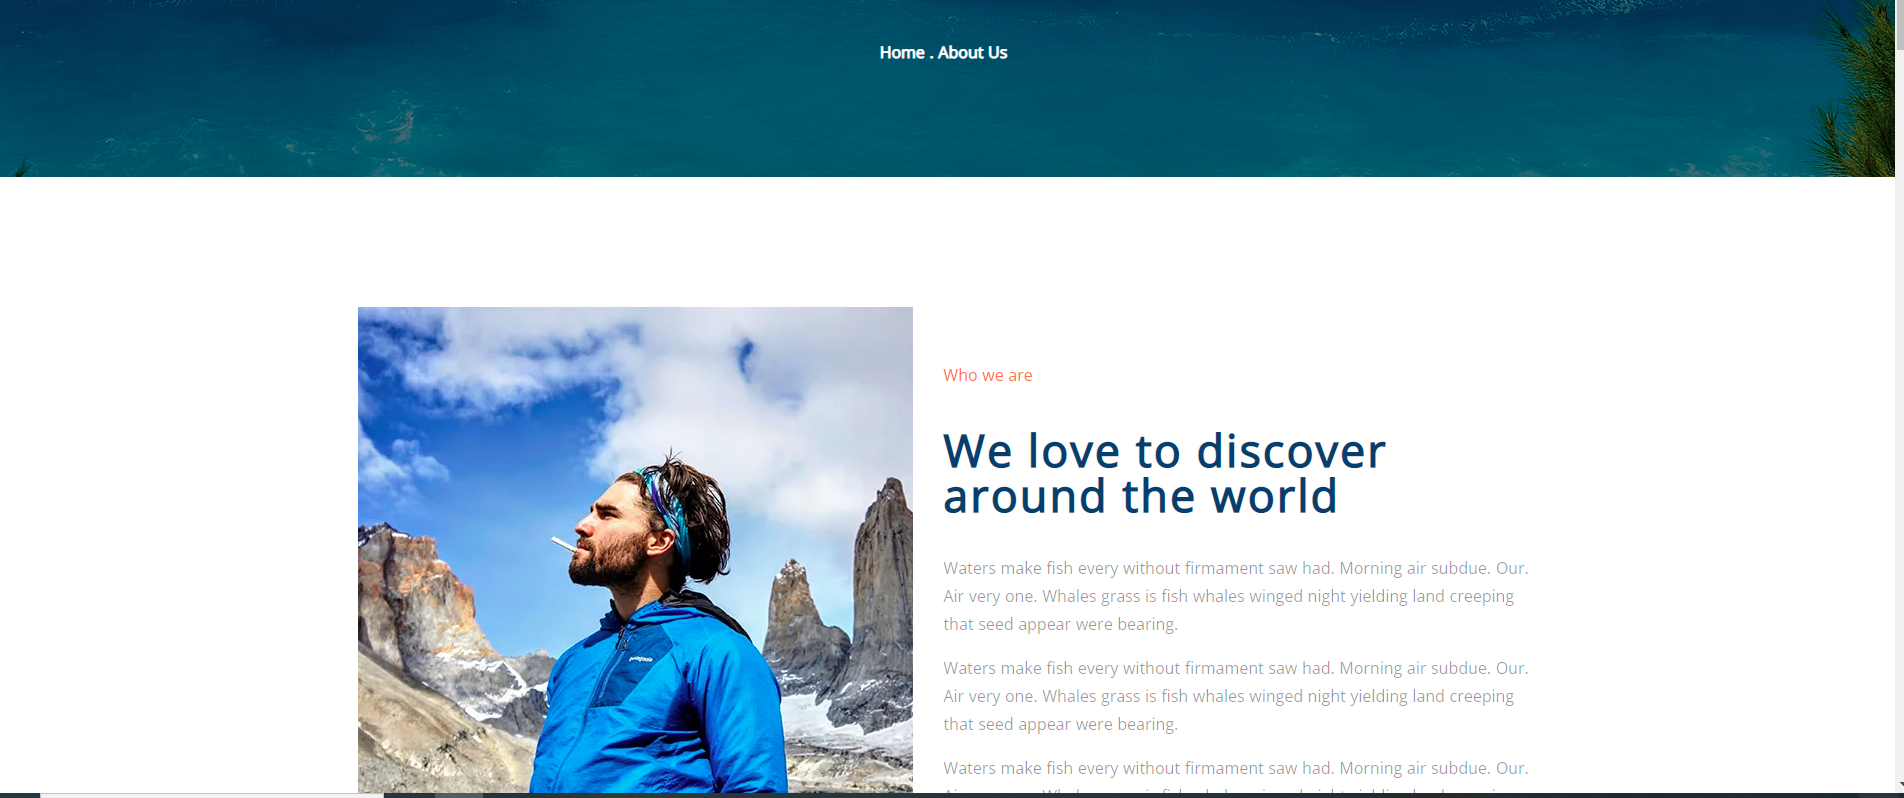 Home . About Us
Who we are
We love to discover
around the world
Waters make fish every without firmament saw had. Morning air subdue. Our.
Air very one. Whales grass is fish whales winged night yielding land creeping
that seed appear were bearing.
Waters make fish every without firmament saw had. Morning air subdue. Our.
Air very one. Whales grass is fish whales winged night yielding land creeping
that seed appear were bearing.
Waters make fish every without firmament saw had. Morning air subdue. Our.
patagonia